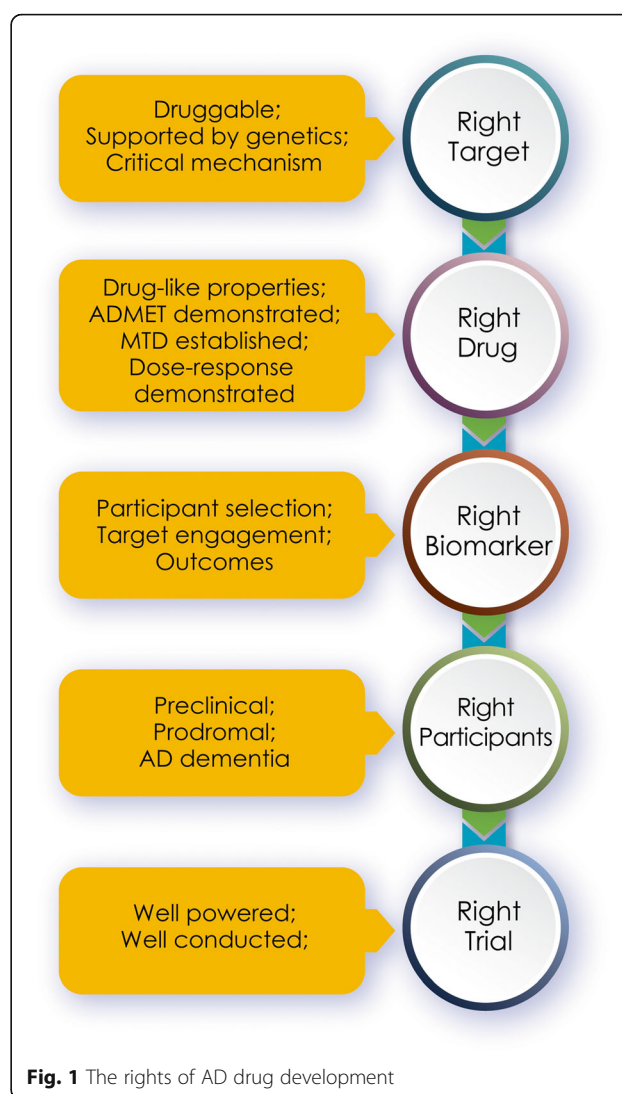 Druggable;
Supported by genetics;
Critical mechanism
Right
Target
Drug-like properties;
ADMET demonstrated;
MTD established;
Dose-response
demonstrated
Right
Drug
Participant selection;
Target engagement;
Outcomes
Right
Biomarker
Preclinical;
Prodromal;
AD dementia
Right
Participants
Well powered;
Well conducted;
Right
Trial
Fig. 1 The rights of AD drug development